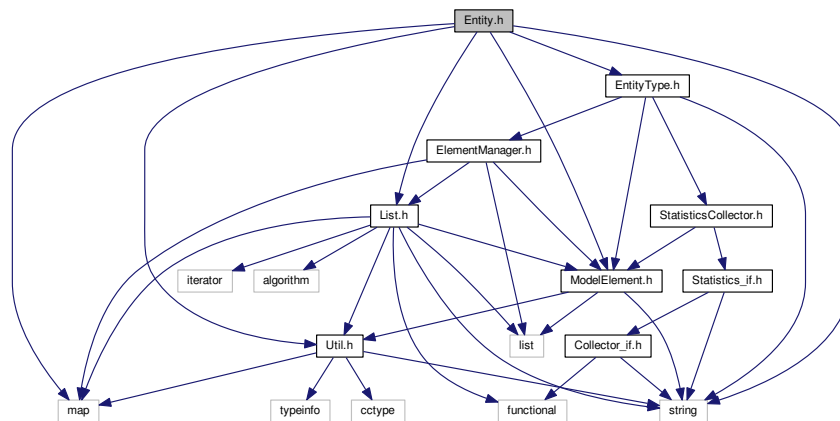 Entity.h
EntityType.h
ElementManager.h
List.h
StatisticsCollector.h
iterator
algorithm
ModelElement.h
Statistics_if.h
Util.h
list
Collector_if.h
map
typeinfo
cctype
functional
string